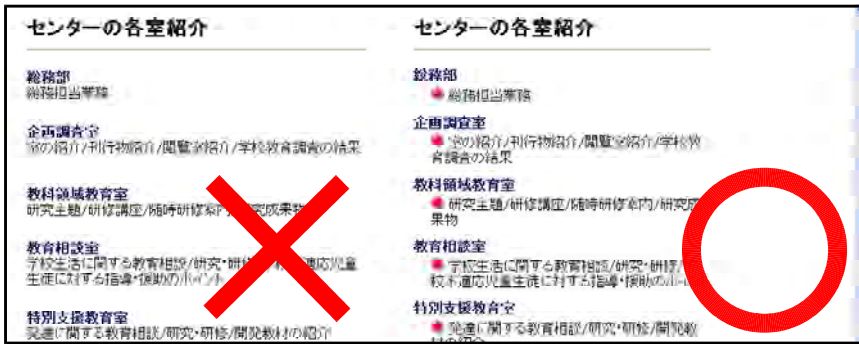 センターの各室紹介
総務部
総務担当業務
企画調査室
室の紹介/刊行物紹介/閲覧室紹介/学校教育調査の結果
教科領域教育室
研究主題/研修講座/随時研修案内 究成果物
教育相談室
学校生活に関する教育相談/研究・研 適応児童
生徒に対する指導・援助のポイント
特別支援教育室
発達に関する教育相談/研究・研修/開発教材の紹介
センターの各室紹介
総務部
総務担当業務
企画調査室
室の紹介/刊行物紹介/閲覧室紹介/学校教
育調査の結果
教科領域教育室
研究主題/研修講座/随時研修案内/研究成
果物
教育相談室
学校生活に関する教育相談/研究・研修/
校不適応児童生徒に対する指導・援助のポイ
特別支援教育室
発達に関する教育相談/研究・研修/開発教
材の紹介